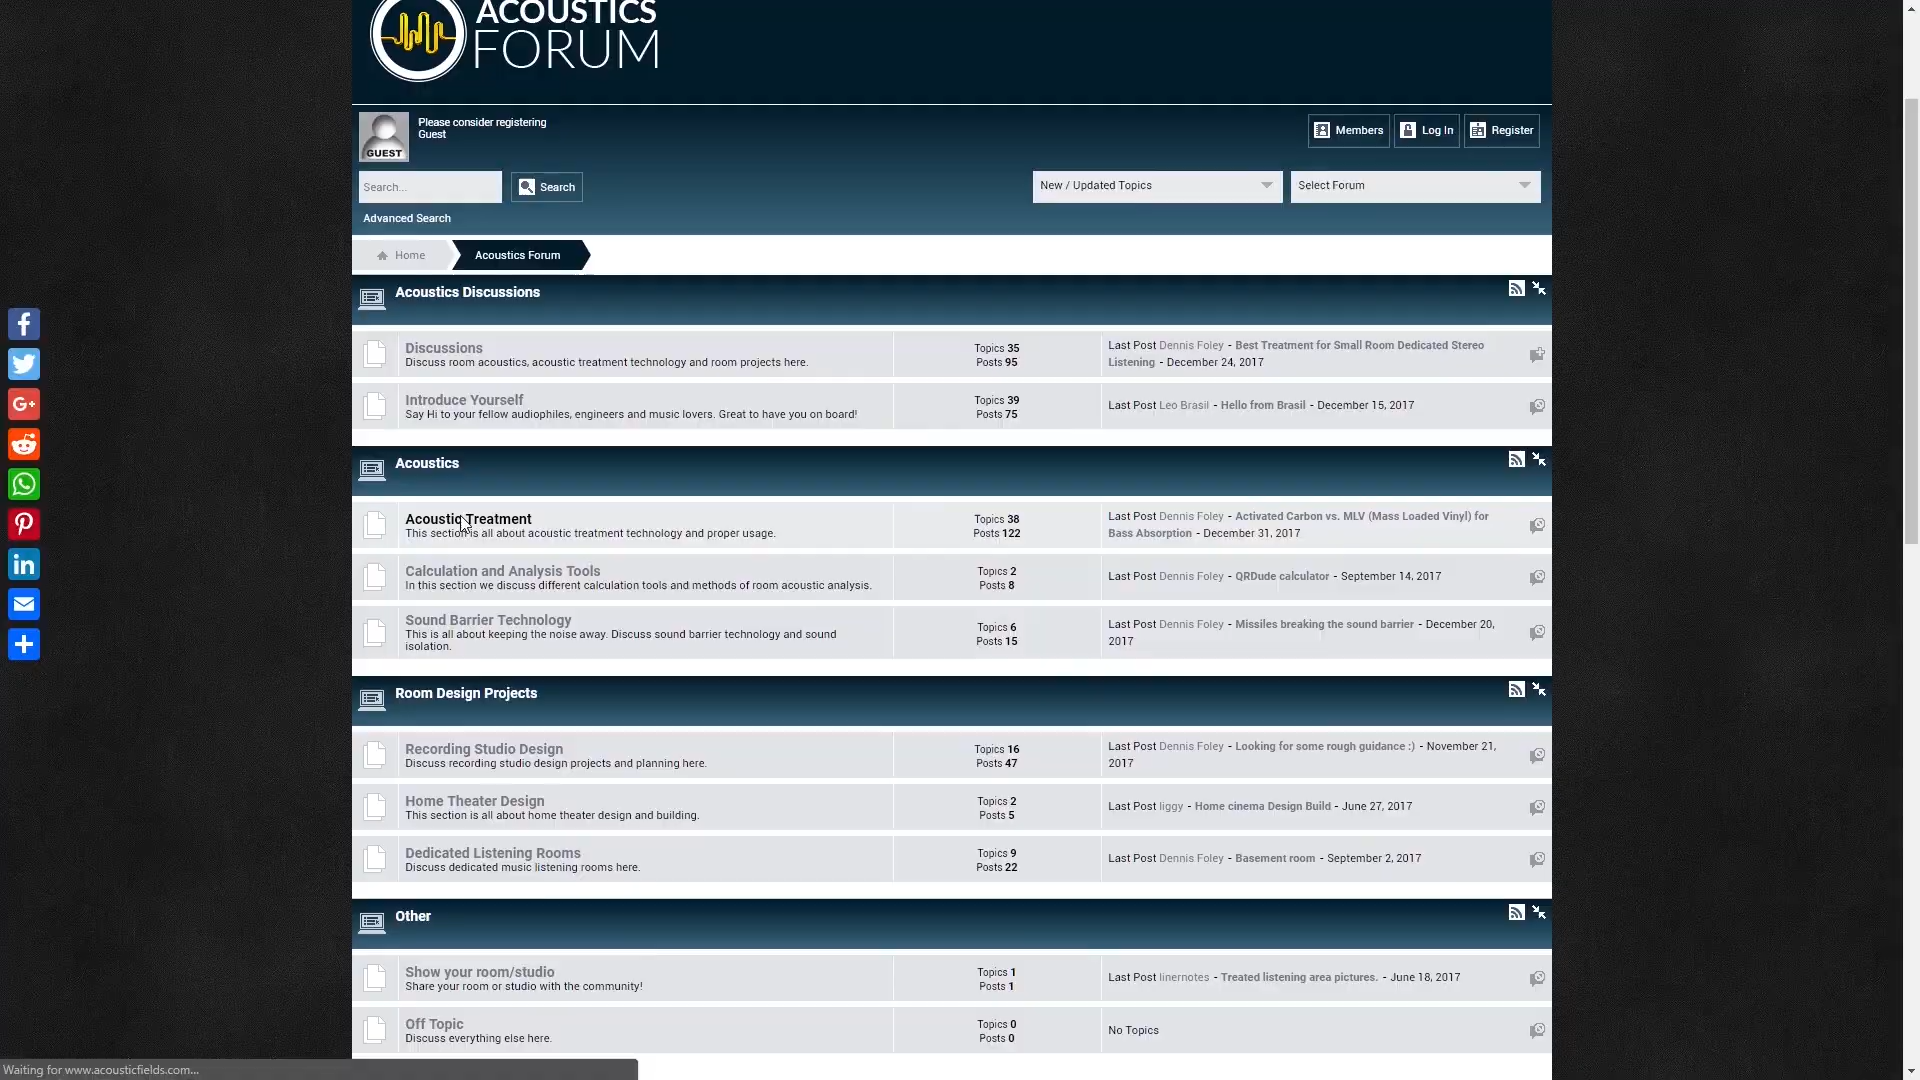 ACOUSTICS
FORUM
Please consider registering
Guest
GUEST
Members
Log In
Register
Search...
Search
New / Updated Topics
Select Forum
Advanced Search
Home
Acoustics Forum
Acoustics Discussions
Discussions
Discuss room acoustics, acoustic treatment technology and room projects here.
Topics 35
Posts 95
Last Post Dennis Foley - Best Treatment for Small Room Dedicated Stereo
Listening - December 24, 2017
Introduce Yourself
Say Hi to your fellow audiophiles, engineers and music lovers. Great to have you on board!
Topics 39
Posts 75
Last Post Leo Brasil - Hello from Brasil - December 15, 2017
Acoustics
Acoustic Treatment
This section is all about acoustic treatment technology and proper usage.
Topics 38
Posts 122
Last Post Dennis Foley - Activated Carbon vs. MLV (Mass Loaded Vinyl) for
Bass Absorption - December 31, 2017
Calculation and Analysis Tools
In this section we discuss different calculation tools and methods of room acoustic analysis.
Topics 2
Posts 8
Last Post Dennis Foley - QRDude calculator - September 14, 2017
Sound Barrier Technology
This is all about keeping the noise away. Discuss sound barrier technology and sound
isolation.
Topics 6
Posts 15
Last Post Dennis Foley - Missiles breaking the sound barrier - December 20,
2017
Room Design Projects
Recording Studio Design
Discuss recording studio design projects and planning here.
Topics 16
Posts 47
Last Post Dennis Foley - Looking for some rough guidance :) - November 21,
2017
Home Theater Design
This section is all about home theater design and building.
Topics 2
Posts 5
Last Post liggy - Home cinema Design Build - June 27, 2017
Dedicated Listening Rooms
Discuss dedicated music listening rooms here.
Topics 9
Posts 22
Last Post Dennis Foley - Basement room - September 2, 2017
Other
Show your room/studio
Share your room or studio with the community!
Topics 1
Posts 1
Last Post linernotes - Treated listening area pictures. - June 18, 2017
Off Topic
Discuss everything else here.
Topics 0
Posts 0
No Topics
Waiting for www.acousticfields.com...